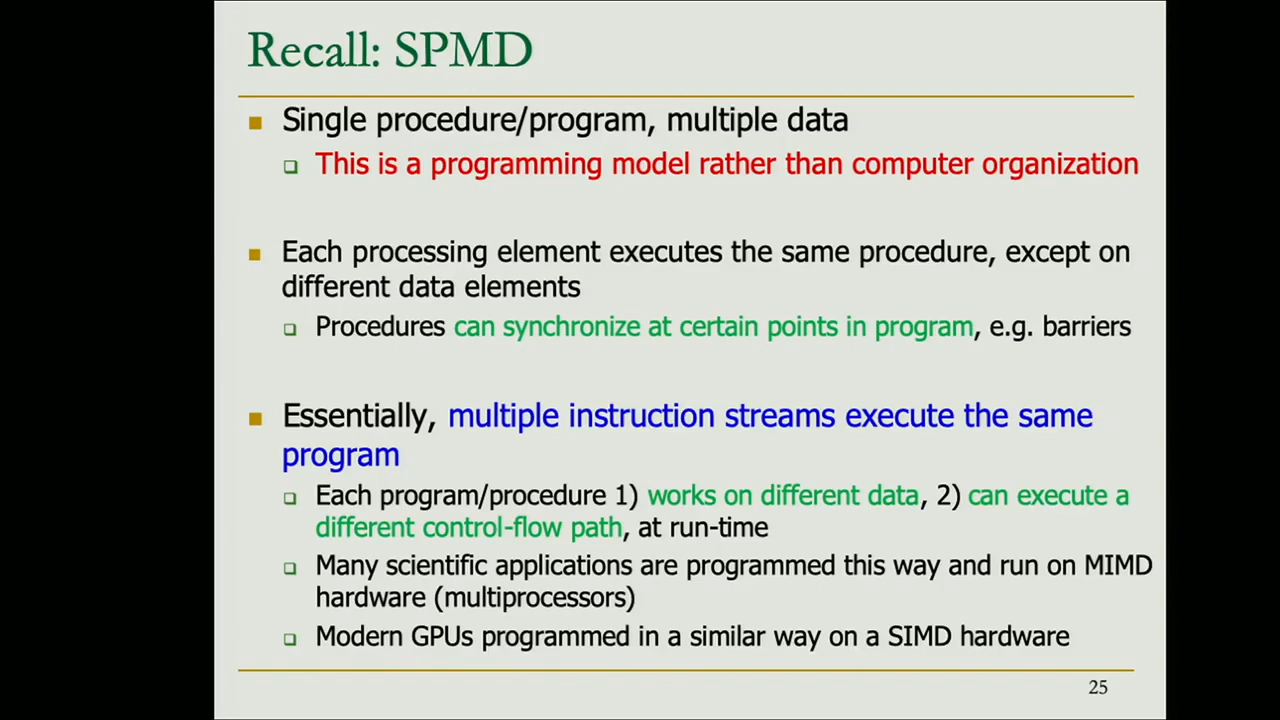 Recall: SPMD
Single procedure/program, multiple data
This is a programming model rather than computer organization
Each processing element executes the same procedure, except on
different data elements
Procedures can synchronize at certain points in program, e.g. barriers
Essentially, multiple instruction streams execute the same
program
Each program/procedure 1) works on different data, 2) can execute a
different control-flow path, at run-time
Many scientific applications are programmed this way and run on MIMD
hardware (multiprocessors)
Modern GPUs programmed in a similar way on a SIMD hardware
25